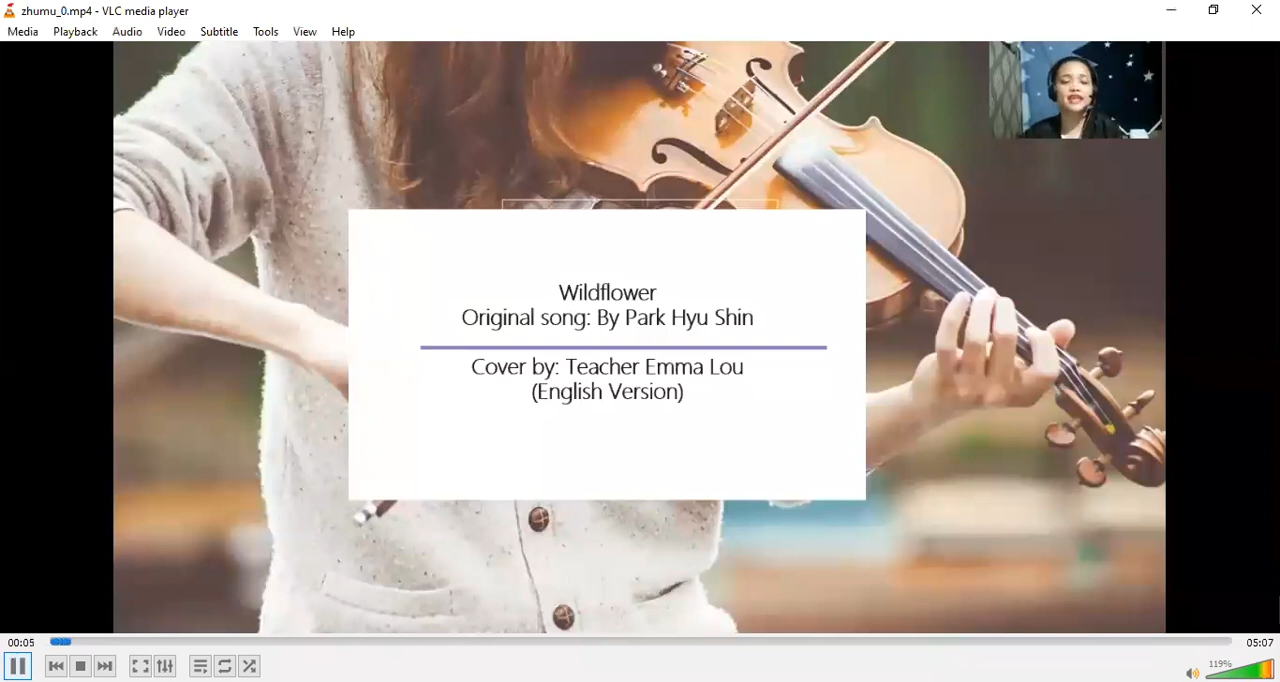 zhumu_0.mp4 - VLC media player
Media Playback Audio Video Subtitle Tools View Help
Wildflower
Original song: By Park Hyu Shin
Cover by: Teacher Emma Lou
(English Version)
00:05
05:07
119%